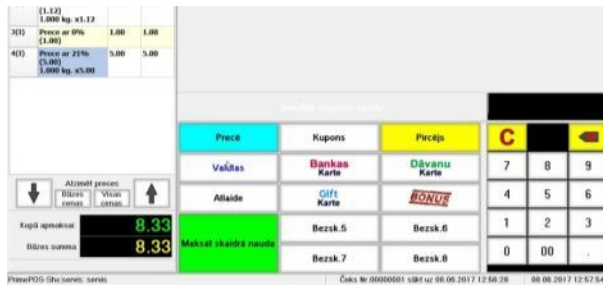 (1.12)
1.000 kg. x1.12
3(1) Prece ar 0% 1.00 1.00
(1.00)
4(1) Prece ar 21% 5.00 5.00
(5.00)
1.000 kg. x5.00
Prece Kupons Pircējs C
Valūtas Bankas Karte Dāvanu Karte 7 8 9
Atlaide Gift Karte BONUS 4 5 6
Maksāt skaidrā nauda Bezsk.5 Bezsk.6 1 2 3
Bezsk.7 Bezsk.8 0 00 .
Atzīmēt preces
Bāzes cenas Visas cenas
Kopā apmaksai 8.33
Bāzes summa 8.33
PrimePOS-Sho servis: servis Čeks Nr 00000001 sākt uz 08.06.2017 12:56:28 08.06.2017 12:57:54